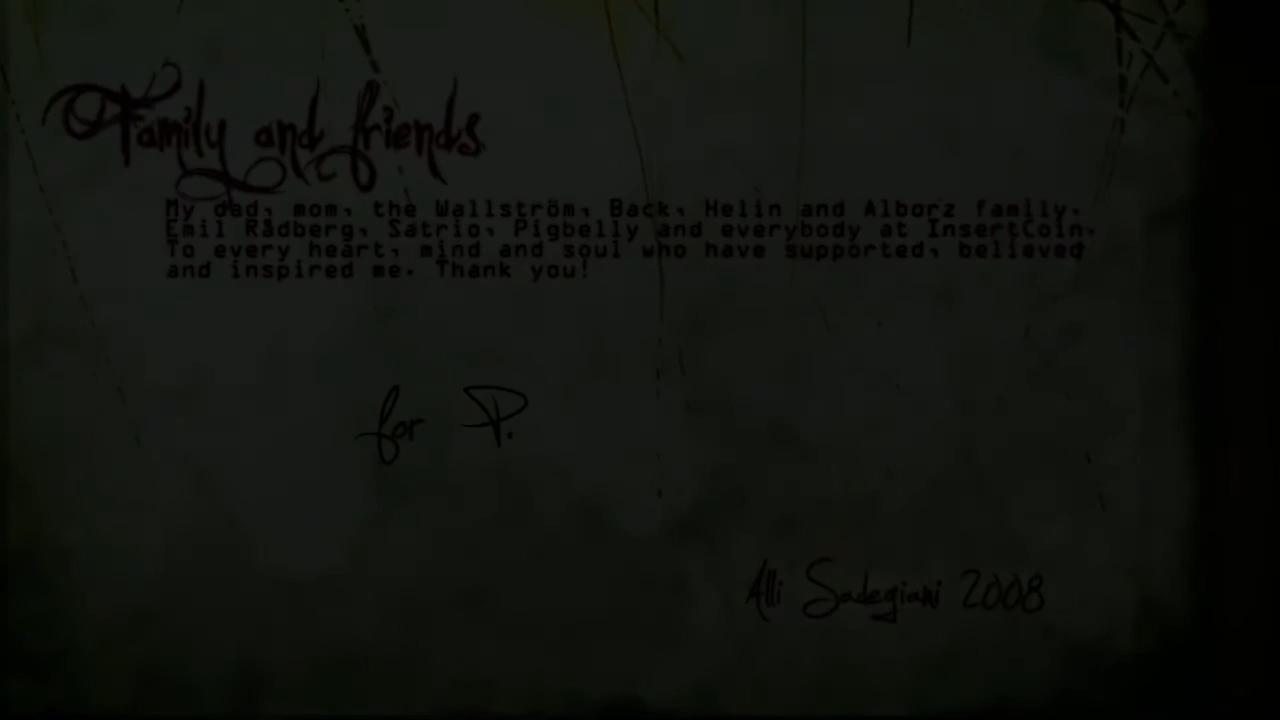 Family and friends
My dad, mom, the Wallström, Back, Helin and Alborz family.
Emil Rådberg, Satrio, Pigbelly and everybody at InsertCoin.
To every heart, mind and soul who have supported, believed
and inspired me. Thank you!
for P.
Alli Sadegiani 2008